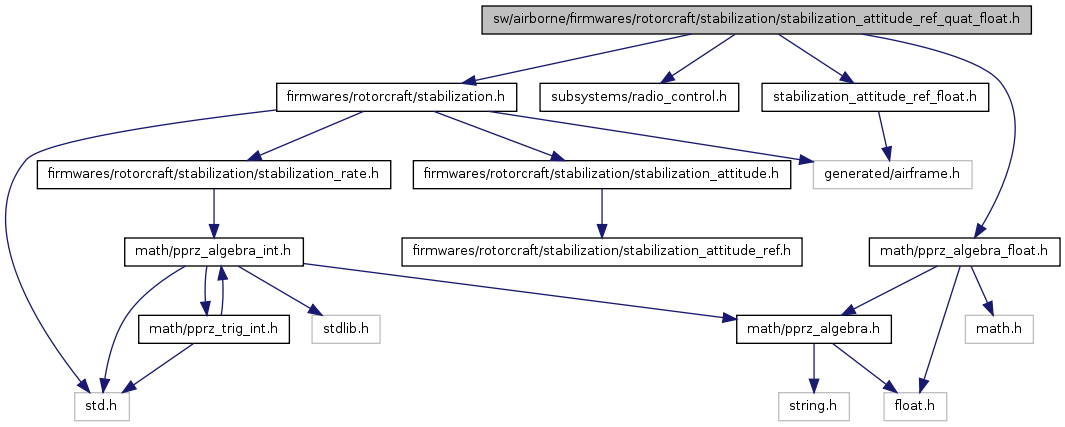 sw/airborne/firmwares/rotorcraft/stabilization/stabilization_attitude_ref_quat_float.h
firmwares/rotorcraft/stabilization.h
subsystems/radio_control.h
stabilization_attitude_ref_float.h
firmwares/rotorcraft/stabilization/stabilization_rate.h
firmwares/rotorcraft/stabilization/stabilization_attitude.h
generated/airframe.h
math/pprz_algebra_int.h
firmwares/rotorcraft/stabilization/stabilization_attitude_ref.h
math/pprz_algebra_float.h
math/pprz_trig_int.h
stdlib.h
math/pprz_algebra.h
math.h
std.h
string.h
float.h